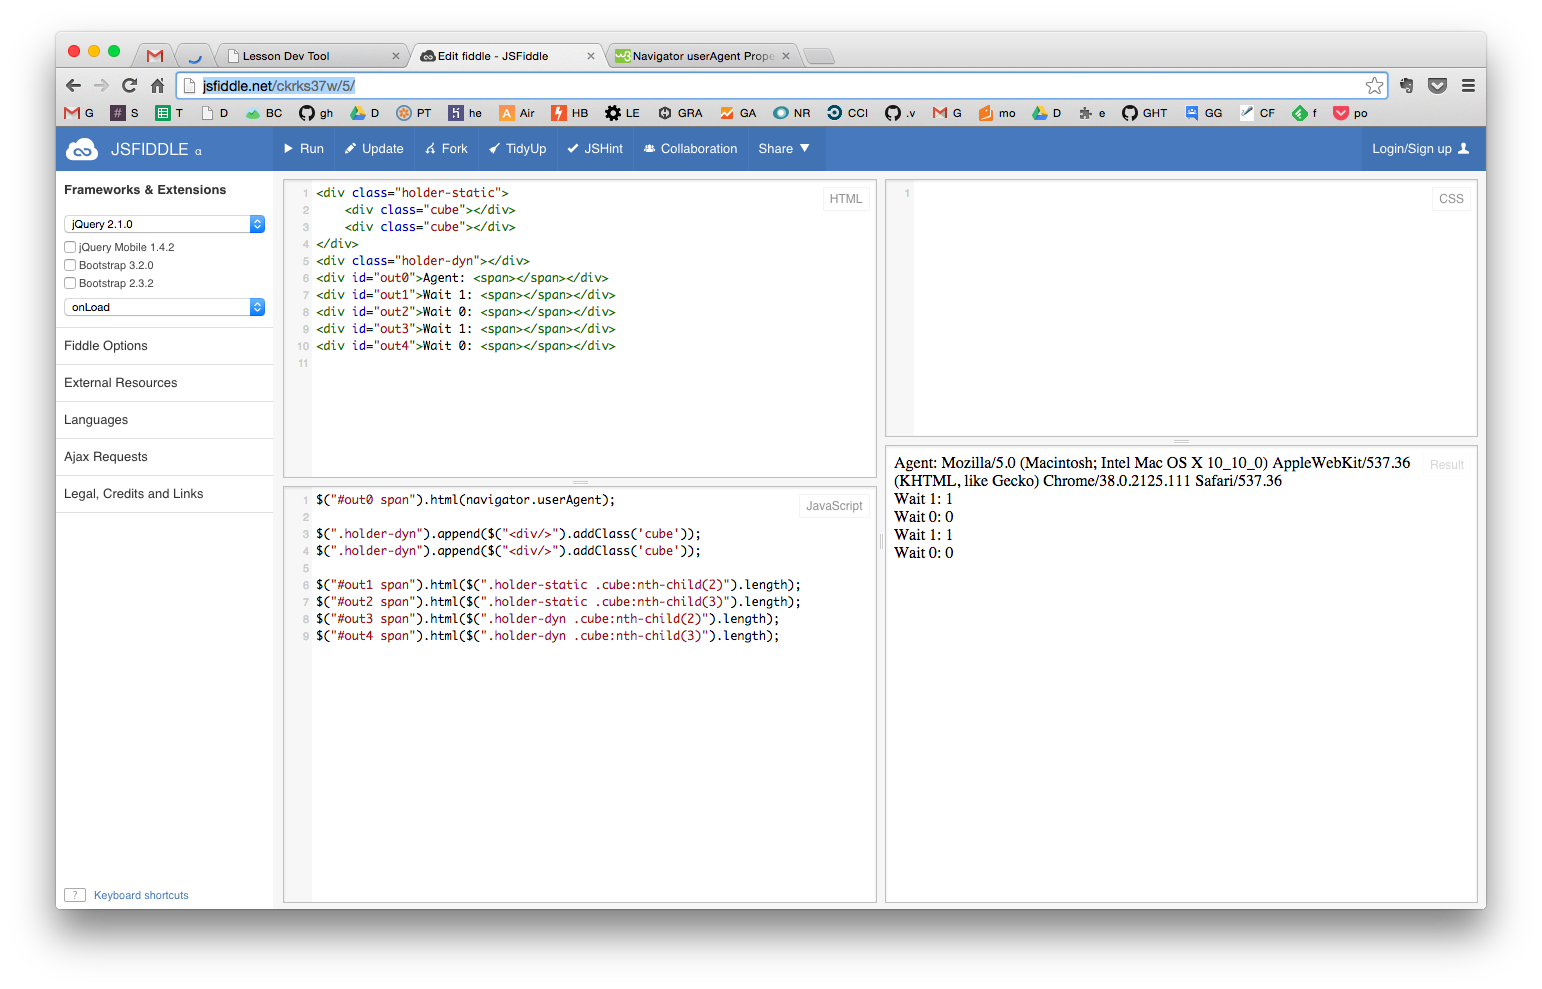 Lesson Dev Tool
Edit fiddle - JSFiddle
Navigator userAgent Prope
jsfiddle.net/ckrks37w/5/
G # S T D BC gh D PT he Air HB LE GRA GA NR CCI .v G mo D e GHT GG CF f po
JSFIDDLE α
Run Update Fork TidyUp JSHint Collaboration Share ▼ Login/Sign up
Frameworks & Extensions
jQuery 2.1.0
jQuery Mobile 1.4.2
Bootstrap 3.2.0
Bootstrap 2.3.2
onLoad
Fiddle Options
External Resources
Languages
Ajax Requests
Legal, Credits and Links
? Keyboard shortcuts
HTML
1 <div class="holder-static">
2     <div class="cube"></div>
3     <div class="cube"></div>
4 </div>
5 <div class="holder-dyn"></div>
6 <div id="out0">Agent: <span></span></div>
7 <div id="out1">Wait 1: <span></span></div>
8 <div id="out2">Wait 0: <span></span></div>
9 <div id="out3">Wait 1: <span></span></div>
10 <div id="out4">Wait 0: <span></span></div>
11
JavaScript
1 $("#out0 span").html(navigator.userAgent);
2
3 $(".holder-dyn").append($("<div/>").addClass('cube'));
4 $(".holder-dyn").append($("<div/>").addClass('cube'));
5
6 $("#out1 span").html($(".holder-static .cube:nth-child(2)").length);
7 $("#out2 span").html($(".holder-static .cube:nth-child(3)").length);
8 $("#out3 span").html($(".holder-dyn .cube:nth-child(2)").length);
9 $("#out4 span").html($(".holder-dyn .cube:nth-child(3)").length);
1
CSS
Result
Agent: Mozilla/5.0 (Macintosh; Intel Mac OS X 10_10_0) AppleWebKit/537.36
(KHTML, like Gecko) Chrome/38.0.2125.111 Safari/537.36
Wait 1: 1
Wait 0: 0
Wait 1: 1
Wait 0: 0